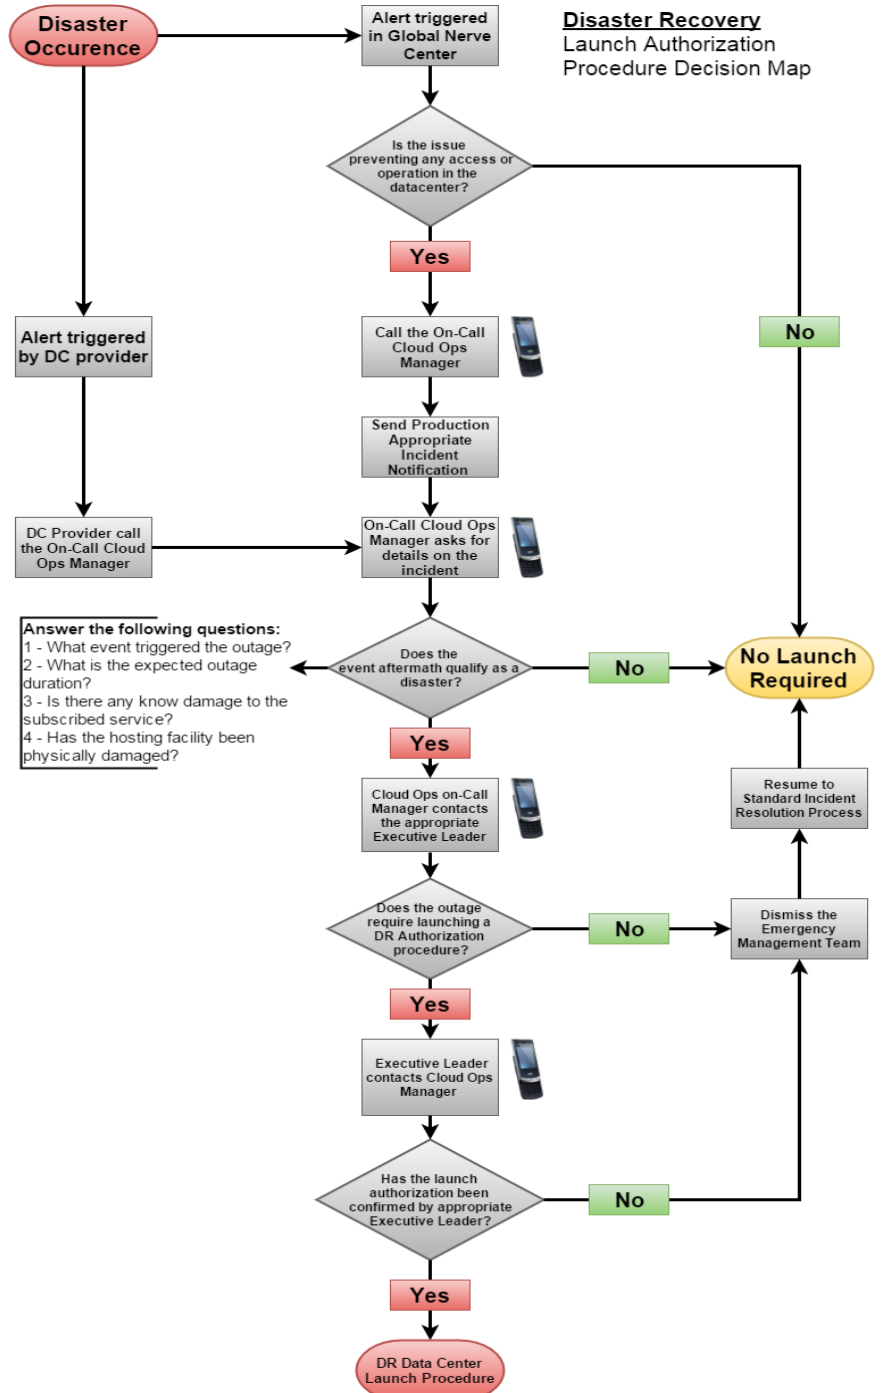 Disaster
Occurence
Alert triggered
in Global Nerve
Center
Disaster Recovery
Launch Authorization
Procedure Decision Map
Is the issue
preventing any access or
operation in the
datacenter?
Yes
No
Alert triggered
by DC provider
Call the On-Call
Cloud Ops
Manager
Send Production
Appropriate
Incident
Notification
DC Provider call
the On-Call Cloud
Ops Manager
On-Call Cloud Ops
Manager asks for
details on the
incident
Answer the following questions:
1 - What event triggered the outage?
2 - What is the expected outage
duration?
3 - Is there any know damage to the
subscribed service?
4 - Has the hosting facility been
physically damaged?
Does the
event aftermath qualify as a
disaster?
No
No Launch
Required
Yes
Cloud Ops on-Call
Manager contacts
the appropriate
Executive Leader
Resume to
Standard Incident
Resolution Process
Does the outage
require launching a
DR Authorization
procedure?
No
Dismiss the
Emergency
Management Team
Yes
Executive Leader
contacts Cloud Ops
Manager
Has the launch
authorization been
confirmed by appropriate
Executive Leader?
No
Yes
DR Data Center
Launch Procedure